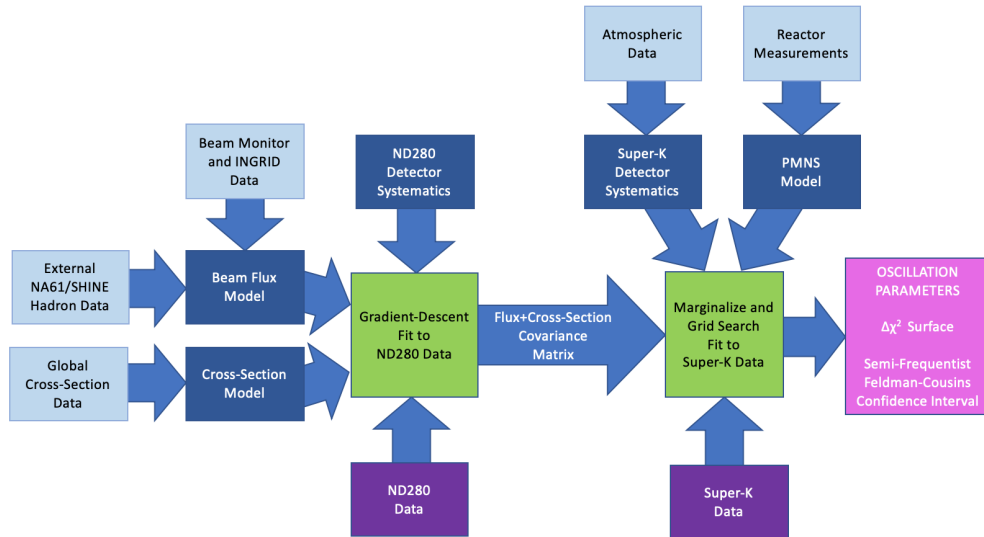 Atmospheric
Data
Reactor
Measurements
Beam Monitor
and INGRID
Data
ND280
Detector
Systematics
Super-K
Detector
Systematics
PMNS
Model
External
NA61/SHINE
Hadron Data
Beam Flux
Model
Gradient-Descent
Fit to
ND280 Data
Flux+Cross-Section
Covariance
Matrix
Marginalize and
Grid Search
Fit to
Super-K Data
OSCILLATION
PARAMETERS
Δχ² Surface
Semi-Frequentist
Feldman-Cousins
Confidence Interval
Global
Cross-Section
Data
Cross-Section
Model
ND280
Data
Super-K
Data